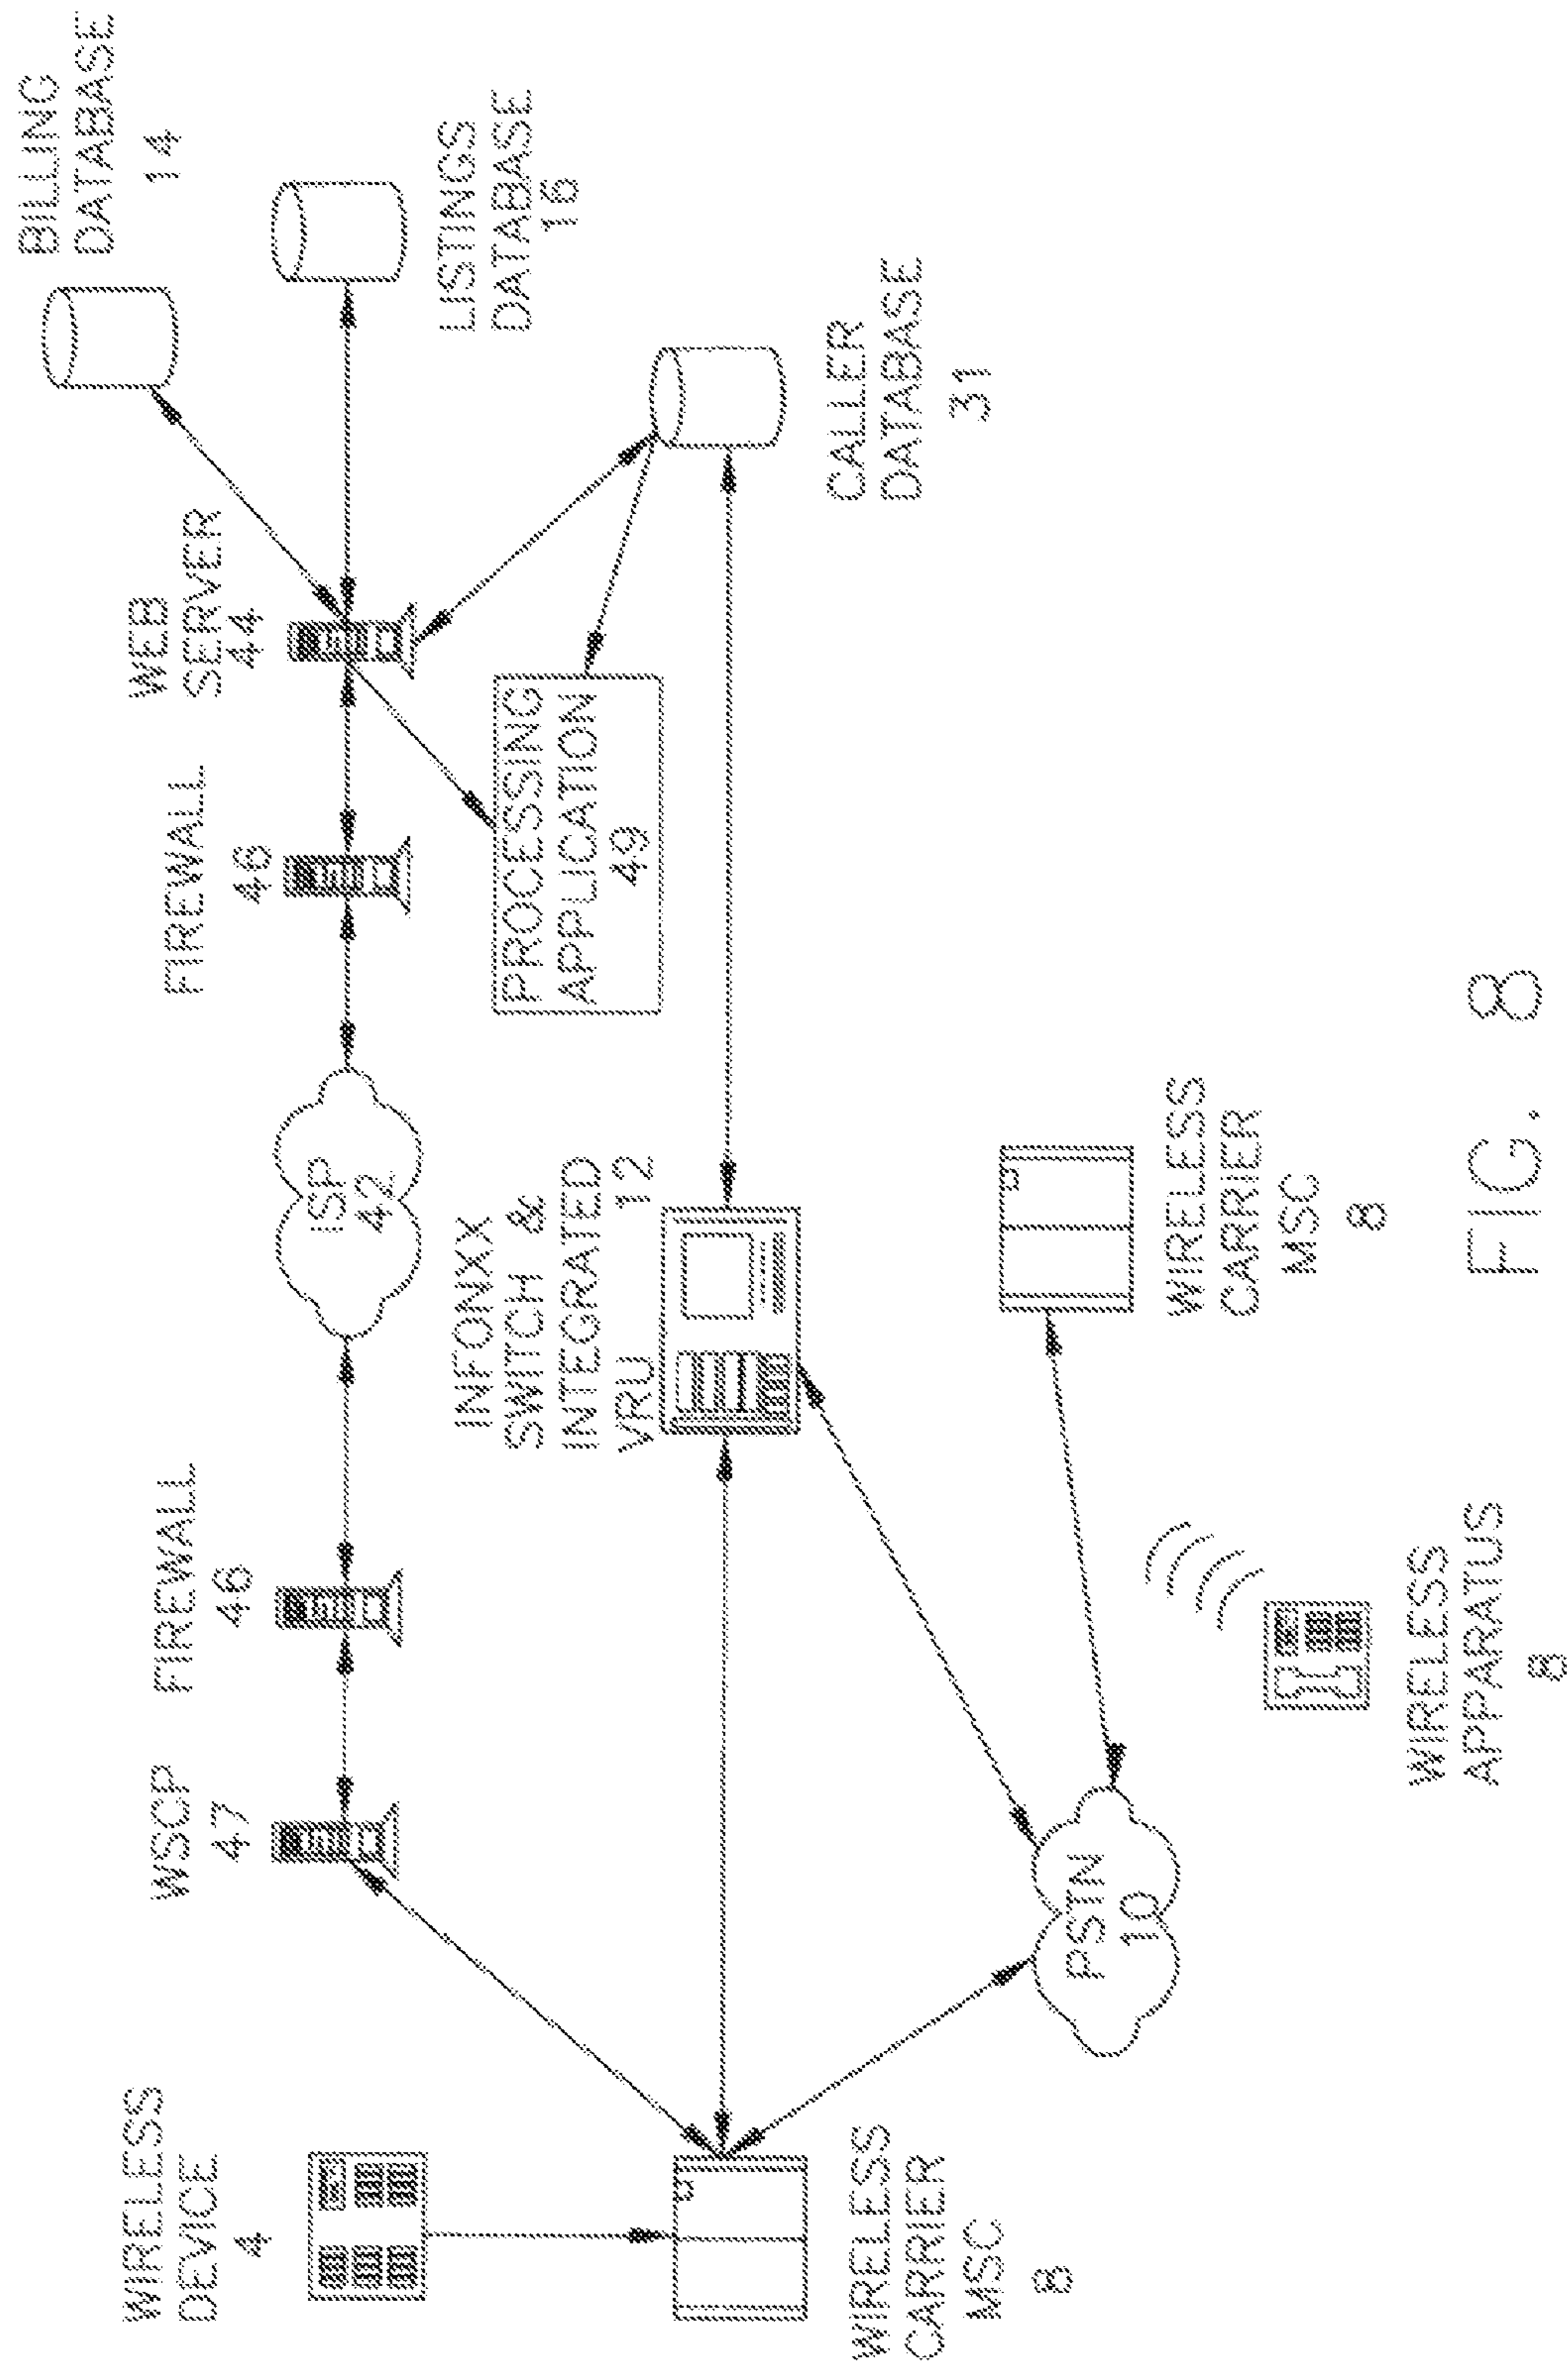 WIRELESS
DEVICE
4
WSCP
47
FIREWALL
46
ISP
42
FIREWALL
46
WEB
SERVER
44
BILLING
DATABASE
14
LISTINGS
DATABASE
16
PROCESSING
APPLICATION
49
INFONXX
SWITCH &
INTEGRATED
VRU 12
CALLER
DATABASE
31
WIRELESS
CARRIER
MSC
8
PSTN
10
WIRELESS
CARRIER
MSC
8
WIRELESS
APPARATUS
8
FIG. 8